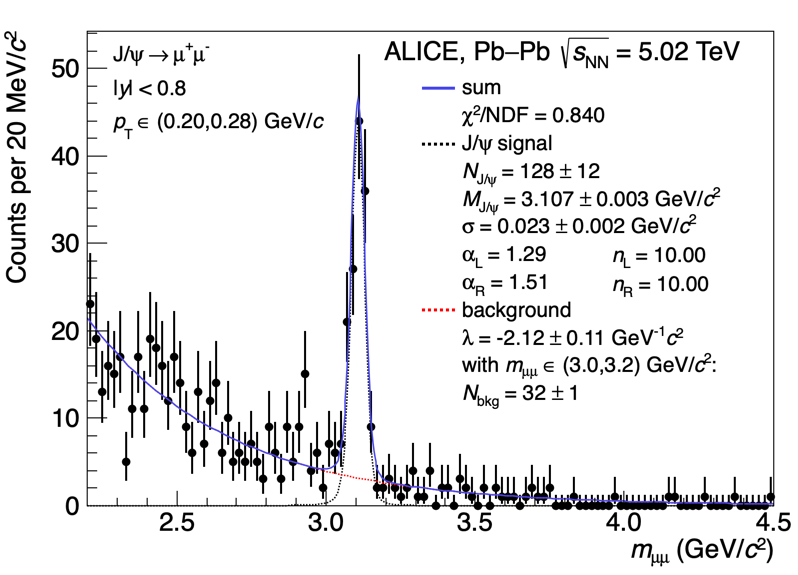 J/ψ → μ⁺μ⁻
|y| < 0.8
p_T ∈ (0.20,0.28) GeV/c
ALICE, Pb–Pb √s_NN = 5.02 TeV
sum
χ²/NDF = 0.840
J/ψ signal
N_J/ψ = 128 ± 12
M_J/ψ = 3.107 ± 0.003 GeV/c²
σ = 0.023 ± 0.002 GeV/c²
α_L = 1.29 n_L = 10.00
α_R = 1.51 n_R = 10.00
background
λ = -2.12 ± 0.11 GeV⁻¹c²
with m_μμ ∈ (3.0,3.2) GeV/c²:
N_bkg = 32 ± 1
Counts per 20 MeV/c²
50
40
30
20
10
0
2.5 3.0 3.5 4.0 4.5
m_μμ (GeV/c²)